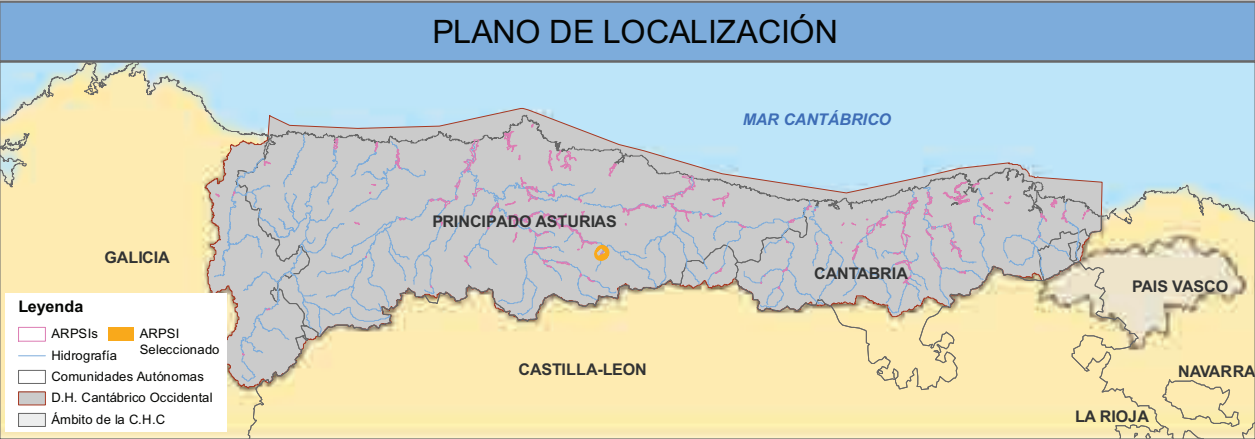 PLANO DE LOCALIZACIÓN
MAR CANTÁBRICO
PRINCIPADO ASTURIAS
GALICIA
CANTABRIA
PAIS VASCO
CASTILLA-LEON
NAVARRA
LA RIOJA
Leyenda
ARPSIs
ARPSI
Seleccionado
Hidrografía
Comunidades Autónomas
D.H. Cantábrico Occidental
Ámbito de la C.H.C